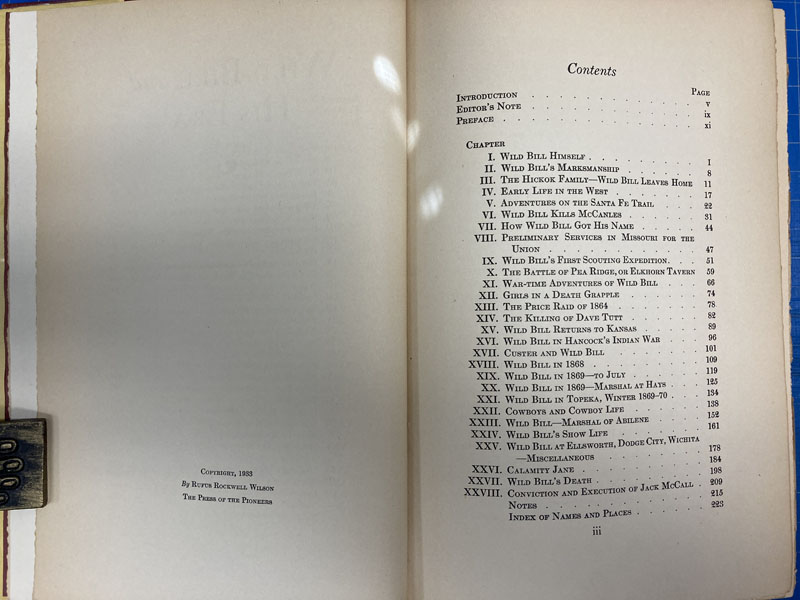 Copyright, 1933
By Rufus Rockwell Wilson
The Press of the Pioneers
Contents
Page
Introduction . . . . . . . . . . v
Editor's Note . . . . . . . . . . ix
Preface . . . . . . . . . . xi
Chapter
I. Wild Bill Himself . . . . . . . . 1
II. Wild Bill's Marksmanship . . . . . . 8
III. The Hickok Family—Wild Bill Leaves Home 11
IV. Early Life in the West . . . . . . 17
V. Adventures on the Santa Fe Trail . . . . 22
VI. Wild Bill Kills McCanles . . . . . . 31
VII. How Wild Bill Got His Name . . . . . 44
VIII. Preliminary Services in Missouri for the
Union . . . . . . . . . . 47
IX. Wild Bill's First Scouting Expedition . . . 51
X. The Battle of Pea Ridge, or Elkhorn Tavern 59
XI. War-time Adventures of Wild Bill . . . 66
XII. Girls in a Death Grapple . . . . . . 74
XIII. The Price Raid of 1864 . . . . . . 78
XIV. The Killing of Dave Tutt . . . . . . 82
XV. Wild Bill Returns to Kansas . . . . . 89
XVI. Wild Bill in Hancock's Indian War . . . 96
XVII. Custer and Wild Bill . . . . . . 101
XVIII. Wild Bill in 1868 . . . . . . . . 109
XIX. Wild Bill in 1869—to July . . . . . . 119
XX. Wild Bill in 1869—Marshal at Hays . . . 125
XXI. Wild Bill in Topeka, Winter 1869-70 . . . 134
XXII. Cowboys and Cowboy Life . . . . . . 138
XXIII. Wild Bill—Marshal of Abilene . . . . 152
XXIV. Wild Bill's Show Life . . . . . . 161
XXV. Wild Bill at Ellsworth, Dodge City, Wichita
—Miscellaneous . . . . . . . . 178
XXVI. Calamity Jane . . . . . . . . 184
XXVII. Wild Bill's Death . . . . . . . . 198
XXVIII. Conviction and Execution of Jack McCall . 209
Notes . . . . . . . . . . 215
Index of Names and Places . . . . . . 223
iii